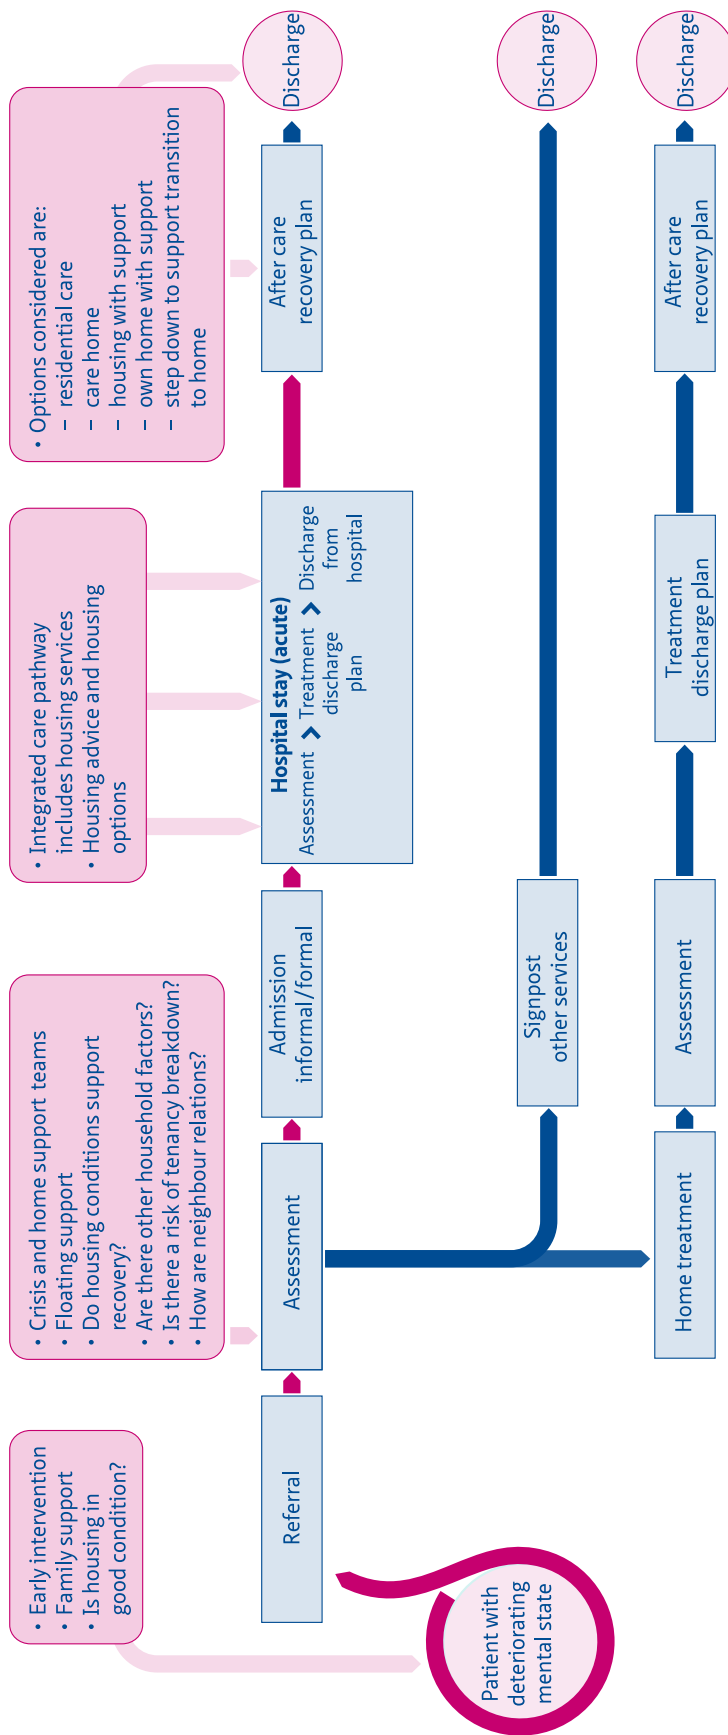 • Early intervention
• Family support
• Is housing in
good condition?
• Crisis and home support teams
• Floating support
• Do housing conditions support
recovery?
• Are there other household factors?
• Is there a risk of tenancy breakdown?
• How are neighbour relations?
• Integrated care pathway
includes housing services
• Housing advice and housing
options
• Options considered are:
– residential care
– care home
– housing with support
– own home with support
– step down to support transition
to home
Referral
Assessment
Admission
informal/formal
Hospital stay (acute)
Assessment
Treatment
discharge
plan
Discharge
from
hospital
After care
recovery plan
Discharge
Patient with
deteriorating
mental state
Signpost
other services
Discharge
Home treatment
Assessment
Treatment
discharge plan
After care
recovery plan
Discharge